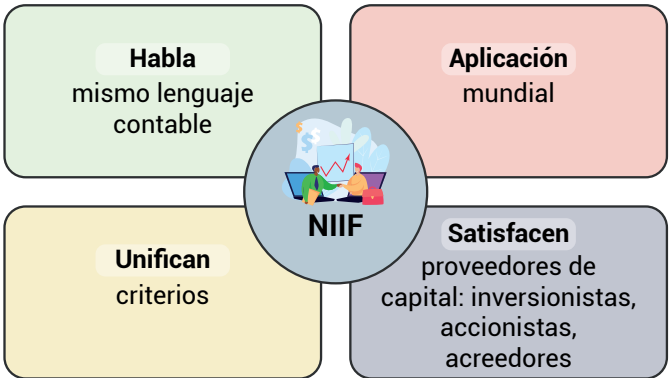 Habla
mismo lenguaje
contable
Aplicación
mundial
NIIF
Unifican
criterios
Satisfacen
proveedores de
capital: inversionistas,
accionistas,
acreedores